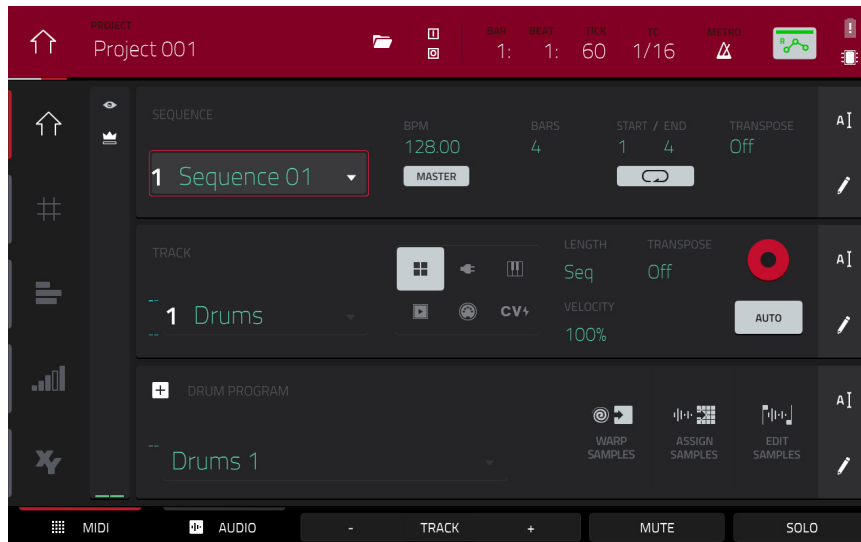 PROJECT
Project 001
BAR BEAT TICK TC METRO
1: 1: 60 1/16
R
SEQUENCE
1 Sequence 01
BPM BARS START / END TRANSPOSE
128.00 4 1 4 Off
MASTER
TRACK
1 Drums
CV
LENGTH TRANSPOSE
Seq Off
VELOCITY
100%
AUTO
DRUM PROGRAM
Drums 1
WARP SAMPLES
ASSIGN SAMPLES
EDIT SAMPLES
XY
MIDI AUDIO - TRACK + MUTE SOLO